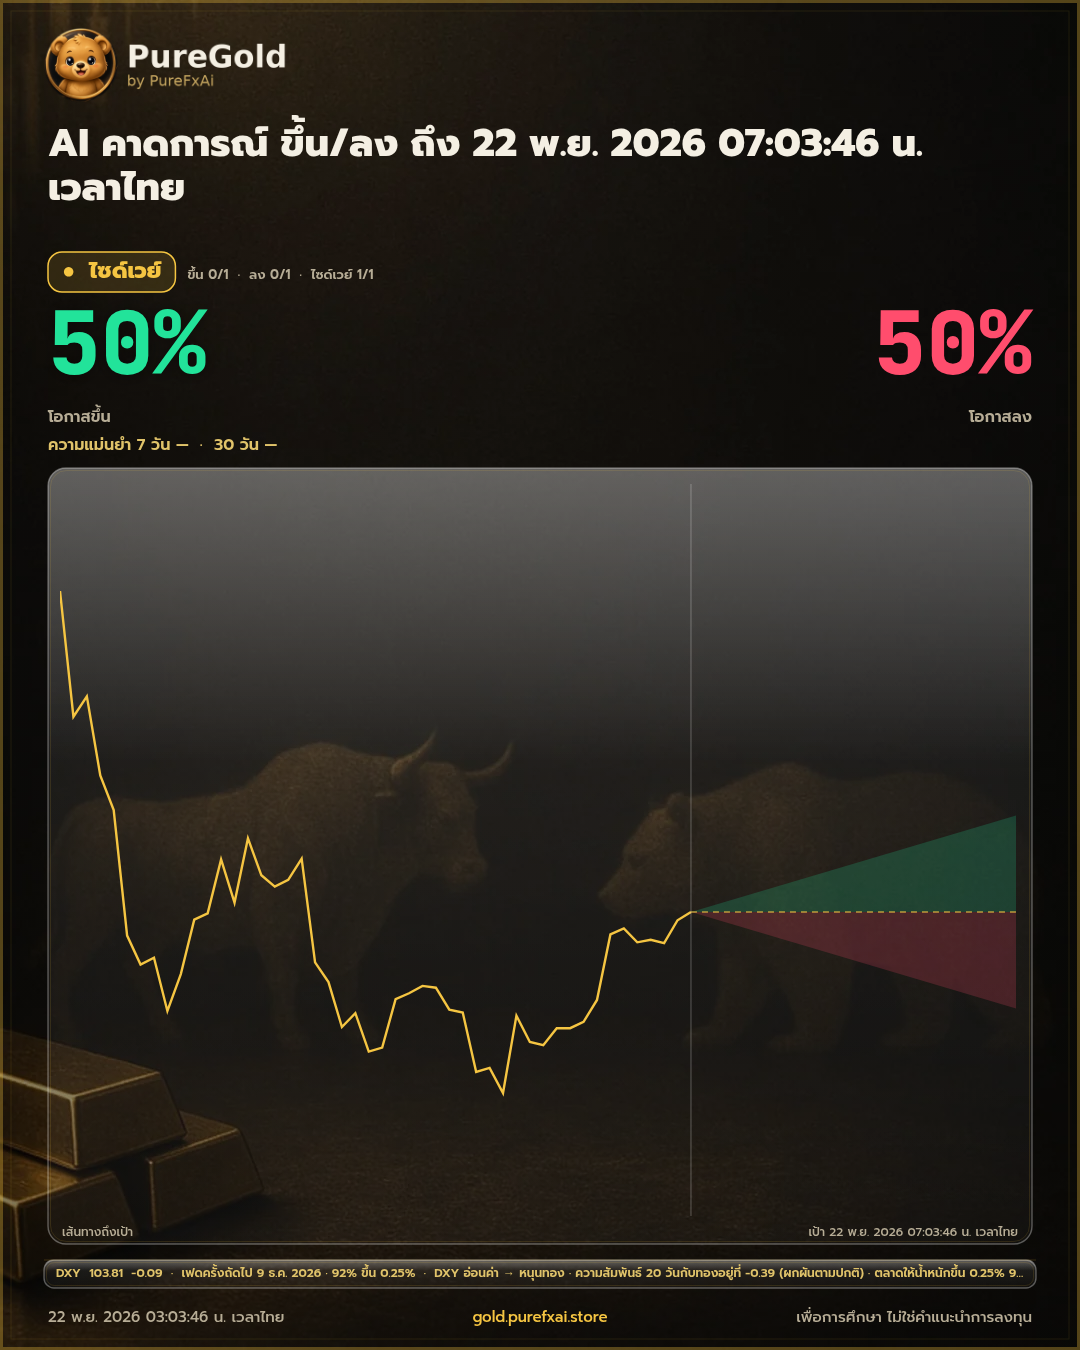 PureGold
by PureFxAi
AI คาดการณ์ ขึ้น/ลง ถึง 22 พ.ย. 2026 07:03:46 น.
เวลาไทย
ไซด์เวย์
ขึ้น 0/1 · ลง 0/1 · ไซด์เวย์ 1/1
50% 50%
โอกาสขึ้น โอกาสลง
ความแม่นยำ 7 วัน — · 30 วัน —
เส้นทางถึงเป้า เป้า 22 พ.ย. 2026 07:03:46 น. เวลาไทย
DXY 103.81 -0.09 · เฟดครั้งถัดไป 9 ธ.ค. 2026 · 92% ขึ้น 0.25% · DXY อ่อนค่า → หนุนทอง · ความสัมพันธ์ 20 วันกับทองอยู่ที่ -0.39 (ผกผันตามปกติ) · ตลาดให้น้ำหนักขึ้น 0.25% 9…
22 พ.ย. 2026 03:03:46 น. เวลาไทย gold.purefxai.store เพื่อการศึกษา ไม่ใช่คำแนะนำการลงทุน